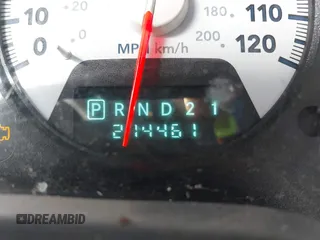 10 180 110
0 200 120
MPH km/h
P R N D 2 1
214461
DREAMBID